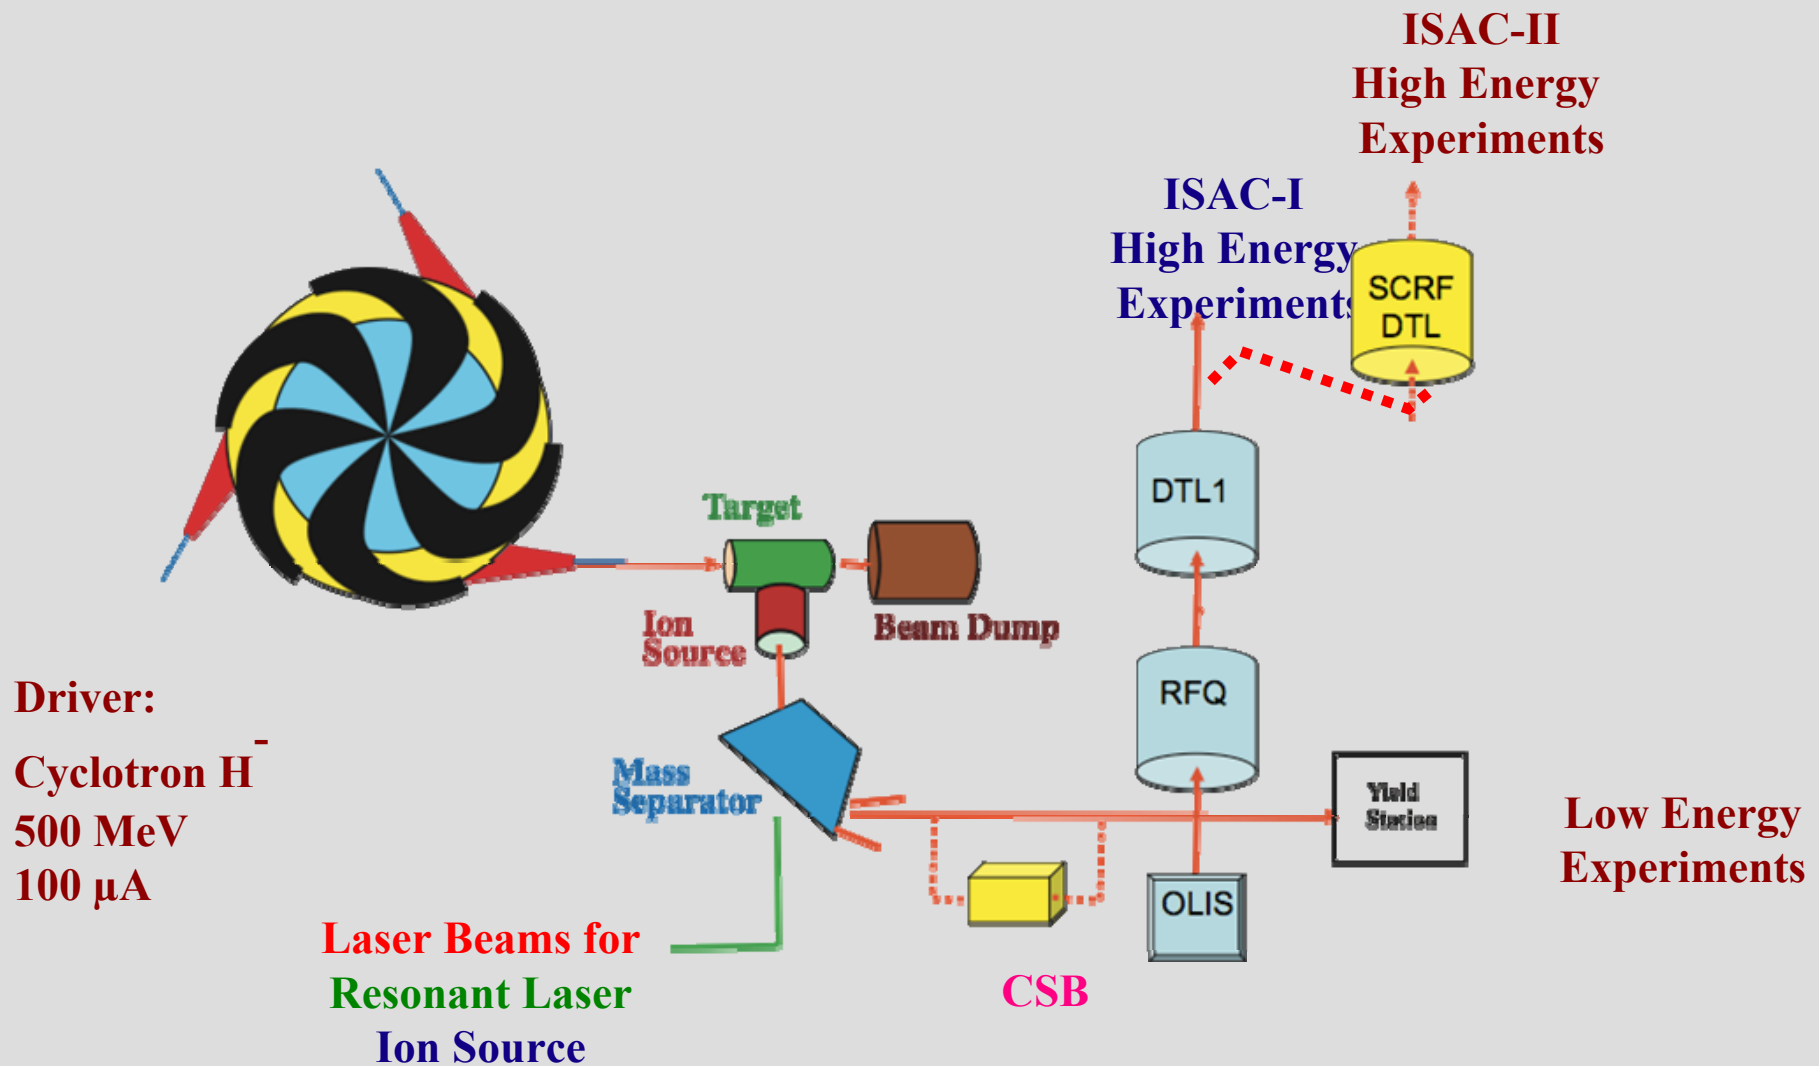 ISAC-II
High Energy
Experiments
ISAC-I
High Energy
Experiments
SCRF
DTL
DTL1
Target
Ion
Source
Beam Dump
RFQ
Driver:
Cyclotron H-
500 MeV
100 µA
Mass
Separator
Yield
Station
Low Energy
Experiments
OLIS
Laser Beams for
Resonant Laser
Ion Source
CSB